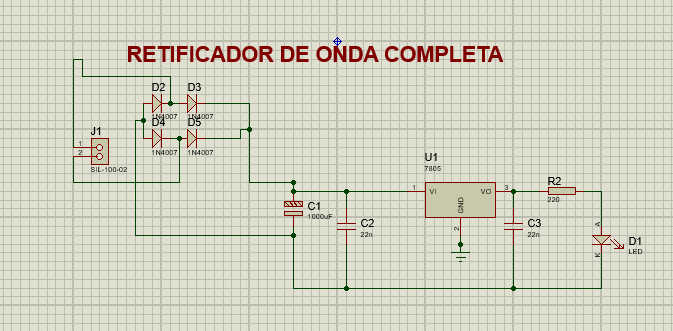 RETIFICADOR DE ONDA COMPLETA
D2
D3
1N4007
1N4007
D4
D5
1N4007
1N4007
J1
1
2
SIL-100-02
C1
1000uF
C2
22n
U1
7805
1
VI
VO
3
GND
2
C3
22n
R2
220
A
K
D1
LED